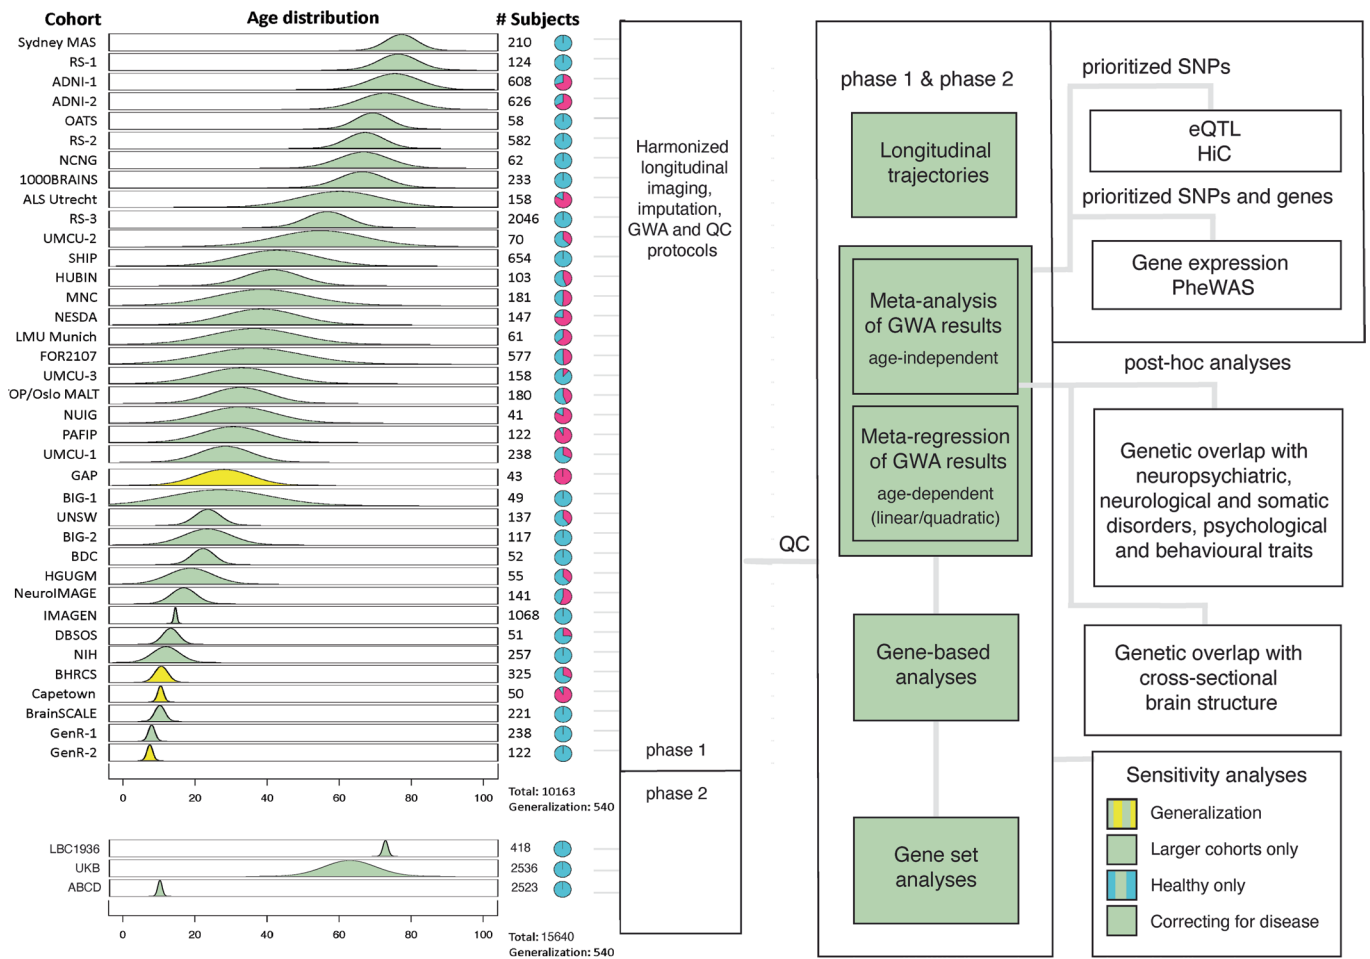 Cohort Age distribution # Subjects
Sydney MAS 210
RS-1 124
ADNI-1 608
ADNI-2 626
OATS 58
RS-2 582
NCNG 62
1000BRAINS 233
ALS Utrecht 158
RS-3 2046
UMCU-2 70
SHIP 654
HUBIN 103
MNC 181
NESDA 147
LMU Munich 61
FOR2107 577
UMCU-3 158
OP/Oslo MALT 180
NUIG 41
PAFIP 122
UMCU-1 238
GAP 43
BIG-1 49
UNSW 137
BIG-2 117
BDC 52
HGUGM 55
NeuroIMAGE 141
IMAGEN 1068
DBSOS 51
NIH 257
BHRCS 325
Capetown 50
BrainSCALE 221
GenR-1 238
GenR-2 122
0 20 40 60 80 100
Total: 10163
Generalization: 540
LBC1936 418
UKB 2536
ABCD 2523
0 20 40 60 80 100
Total: 15640
Generalization: 540
Harmonized
longitudinal
imaging,
imputation,
GWA and QC
protocols
phase 1
phase 2
QC
phase 1 & phase 2
Longitudinal
trajectories
Meta-analysis
of GWA results
age-independent
Meta-regression
of GWA results
age-dependent
(linear/quadratic)
Gene-based
analyses
Gene set
analyses
prioritized SNPs
eQTL
HiC
prioritized SNPs and genes
Gene expression
PheWAS
post-hoc analyses
Genetic overlap with
neuropsychiatric,
neurological and somatic
disorders, psychological
and behavioural traits
Genetic overlap with
cross-sectional
brain structure
Sensitivity analyses
Generalization
Larger cohorts only
Healthy only
Correcting for disease